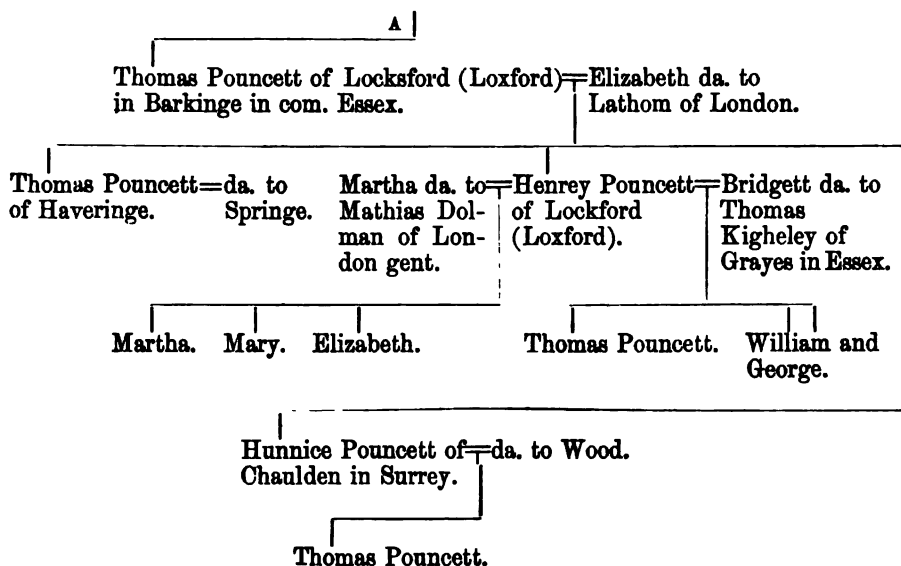 A
Thomas Pouncett of Locksford (Loxford)=Elizabeth da. to
in Barkinge in com. Essex. Lathom of London.
Thomas Pouncett=da. to
of Haveringe. Springe.
Martha da. to=Henrey Pouncett=Bridgett da. to
Mathias Dol- of Lockford Thomas
man of Lon- (Loxford). Kigheley of
don gent. Grayes in Essex.
Martha. Mary. Elizabeth. Thomas Pouncett. William and
George.
Hunnice Pouncett of=da. to Wood.
Chaulden in Surrey.
Thomas Pouncett.